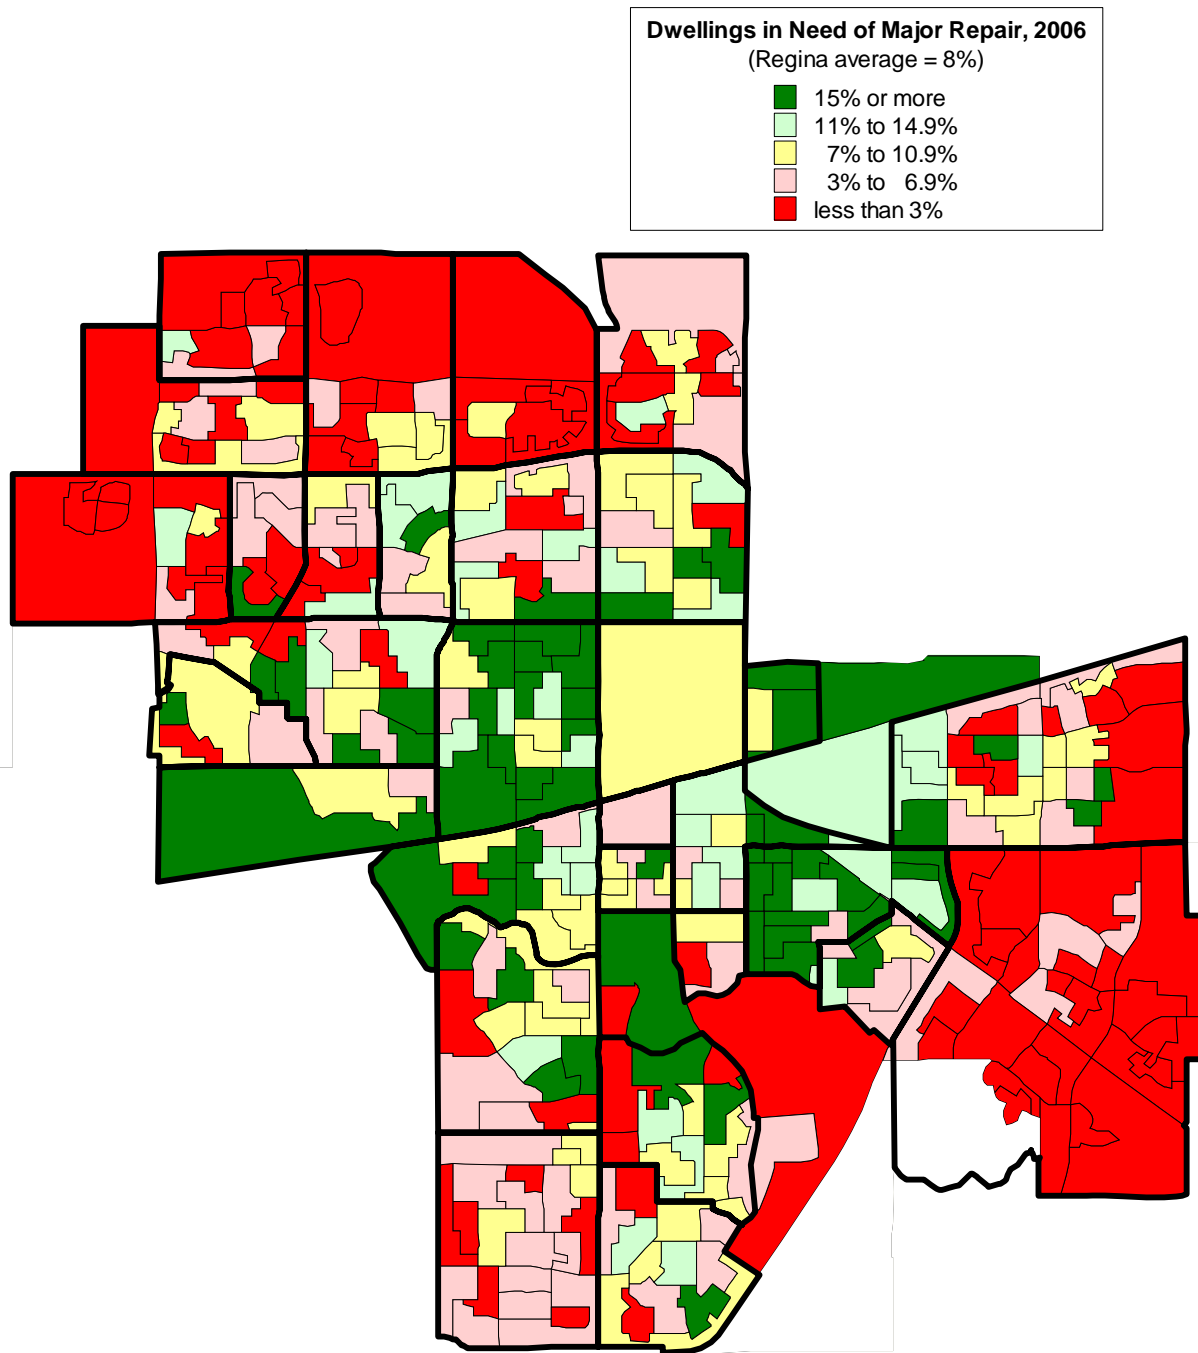 Dwellings in Need of Major Repair, 2006
(Regina average = 8%)
15% or more
11% to 14.9%
7% to 10.9%
3% to 6.9%
less than 3%